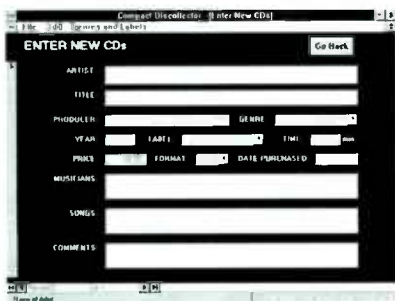 Compact Discollector - [Enter New CDs]
File Edit Genres and Labels
ENTER NEW CDs
Go Back
ARTIST
TITLE
PRODUCER GENRE
YEAR LABEL TIME
PRICE FORMAT DATE PURCHASED
MUSICIANS
SONGS
COMMENTS